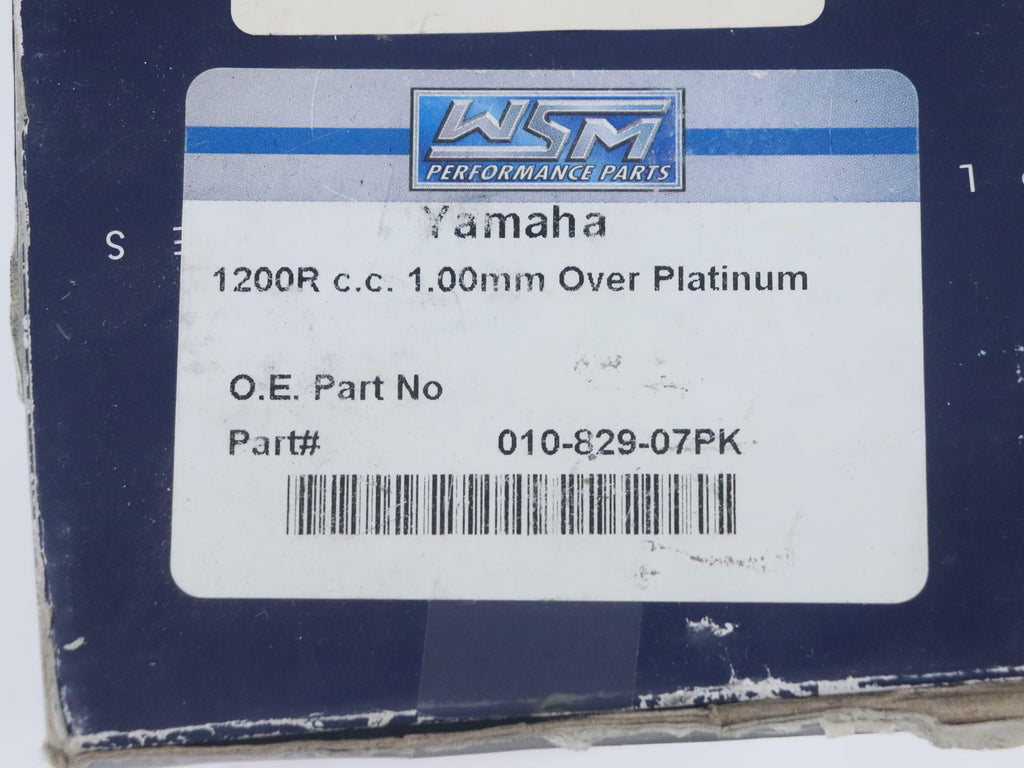 WSM
PERFORMANCE PARTS
Yamaha
1200R c.c. 1.00mm Over Platinum
O.E. Part No
Part# 010-829-07PK